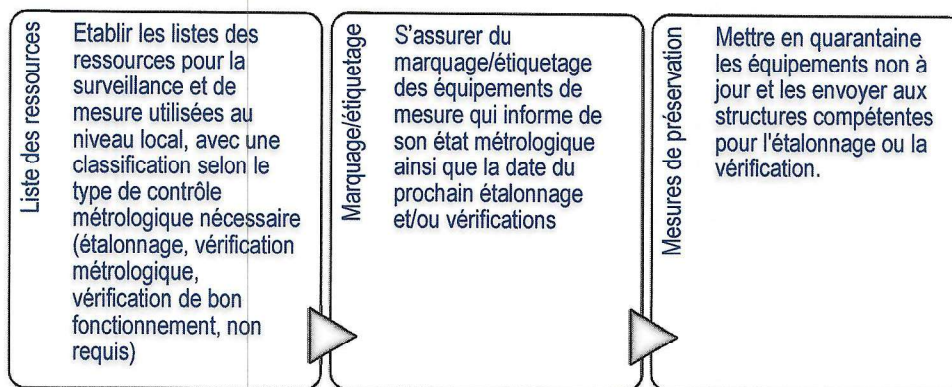 Liste des ressources
Etablir les listes des
ressources pour la
surveillance et de
mesure utilisées au
niveau local, avec une
classification selon le
type de contrôle
métrologique nécessaire
(étalonnage, vérification
métrologique,
vérification de bon
fonctionnement, non
requis)
Marquage/étiquetage
S'assurer du
marquage/étiquetage
des équipements de
mesure qui informe de
son état métrologique
ainsi que la date du
prochain étalonnage
et/ou vérifications
Mesures de préservation
Mettre en quarantaine
les équipements non à
jour et les envoyer aux
structures compétentes
pour l'étalonnage ou la
vérification.